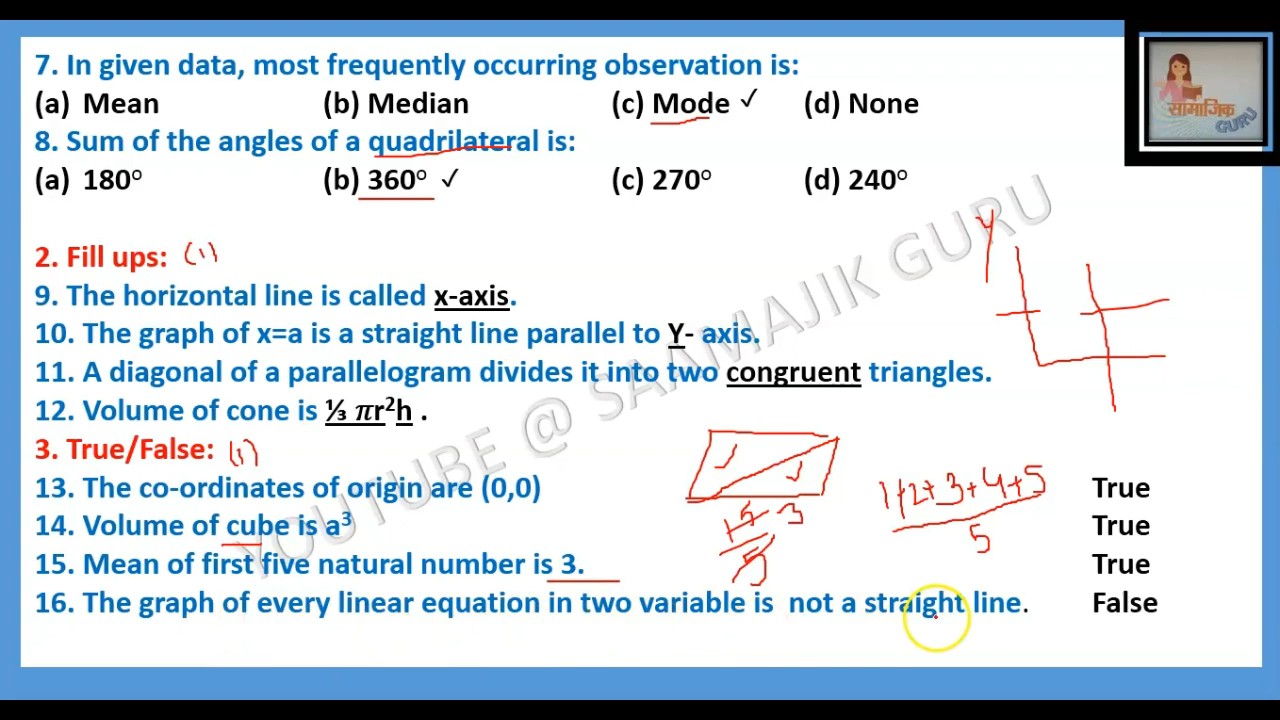 7. In given data, most frequently occurring observation is:
(a) Mean (b) Median (c) Mode ✓ (d) None
8. Sum of the angles of a quadrilateral is:
(a) 180° (b) 360° ✓ (c) 270° (d) 240°
सामाजिक
GURU
2. Fill ups: (1)
9. The horizontal line is called x-axis.
10. The graph of x=a is a straight line parallel to Y- axis.
11. A diagonal of a parallelogram divides it into two congruent triangles.
12. Volume of cone is ⅓ 𝜋r²h .
3. True/False: (1)
13. The co-ordinates of origin are (0,0) True
14. Volume of cube is a³ True
15. Mean of first five natural number is 3. True
16. The graph of every linear equation in two variable is not a straight line. False
Y
1+2+3+4+5
5
15 3
5
YOUTUBE @ SAAMAJIK GURU